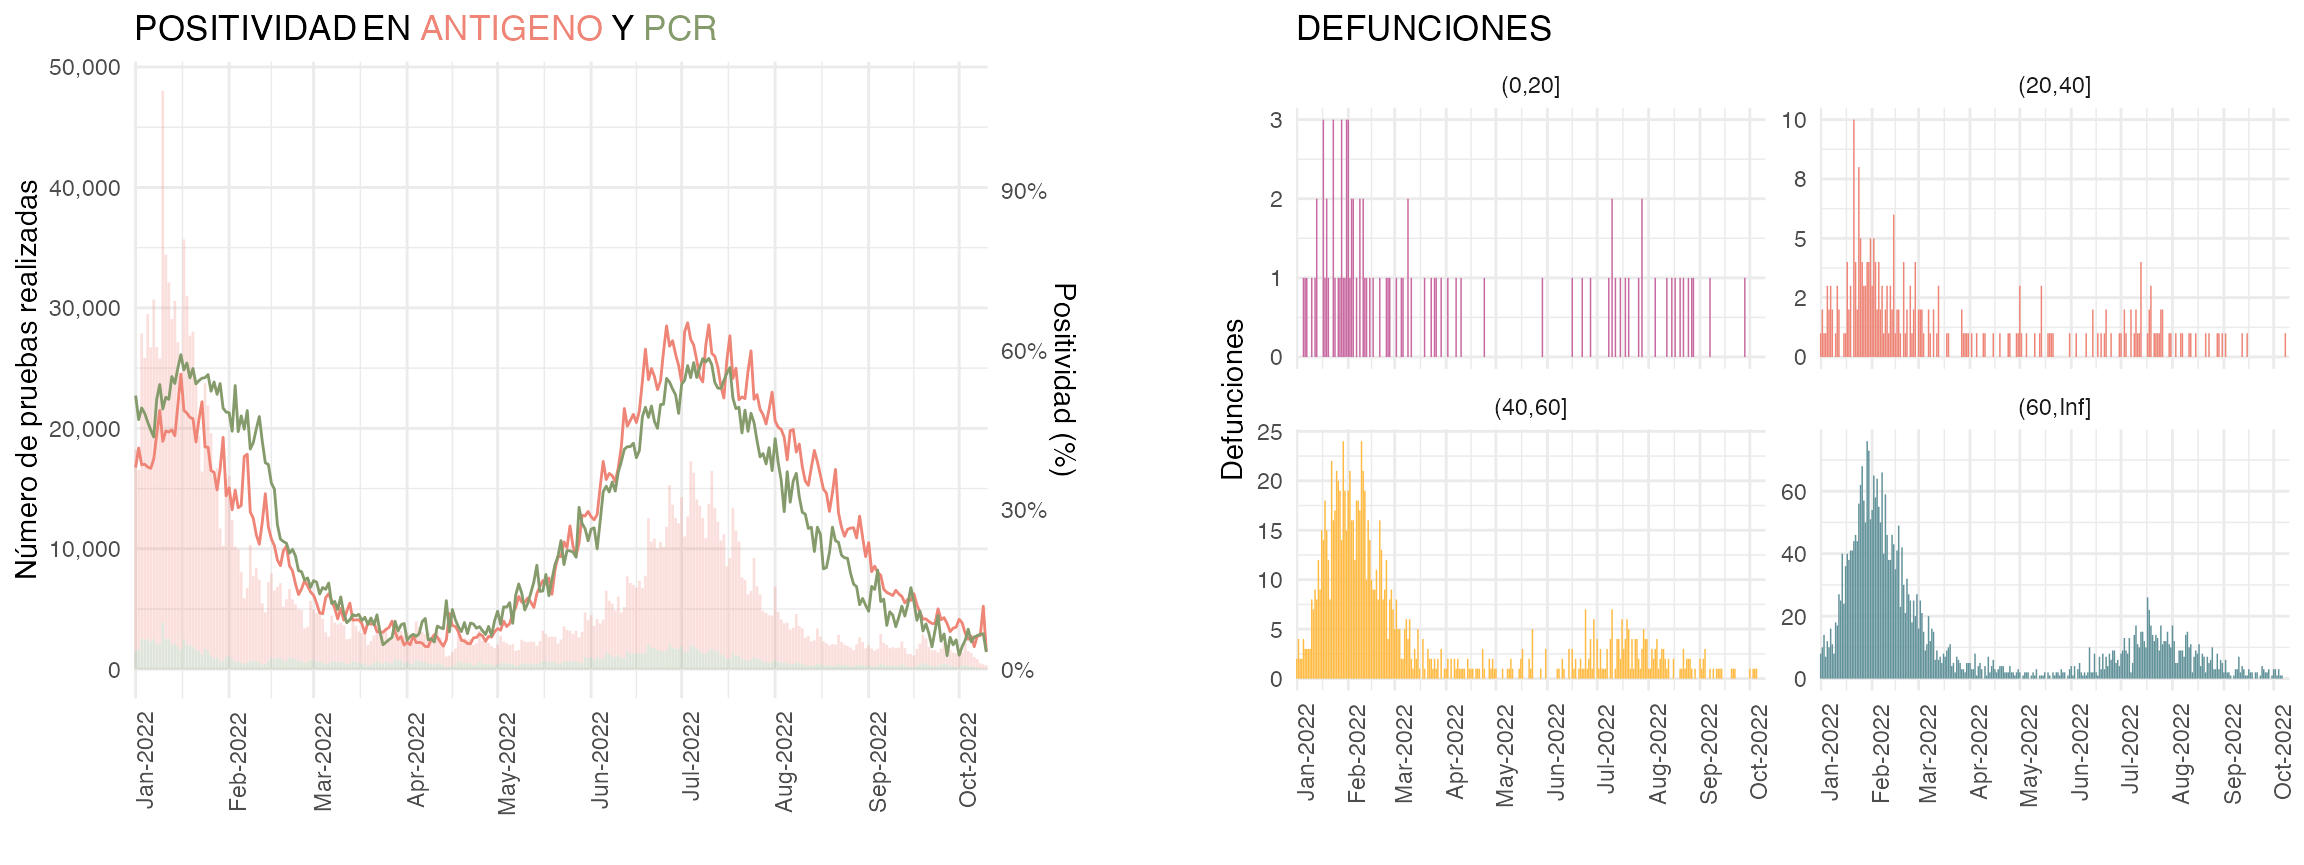 POSITIVIDAD EN ANTIGENO Y PCR
50,000
40,000
30,000
20,000
10,000
0
Número de pruebas realizadas
90%
60%
30%
0%
Positividad (%)
Jan-2022
Feb-2022
Mar-2022
Apr-2022
May-2022
Jun-2022
Jul-2022
Aug-2022
Sep-2022
Oct-2022
DEFUNCIONES
Defunciones
(0,20]
3
2
1
0
(20,40]
10
8
5
2
0
(40,60]
25
20
15
10
5
0
(60,Inf]
60
40
20
0
Jan-2022
Feb-2022
Mar-2022
Apr-2022
May-2022
Jun-2022
Jul-2022
Aug-2022
Sep-2022
Oct-2022
Jan-2022
Feb-2022
Mar-2022
Apr-2022
May-2022
Jun-2022
Jul-2022
Aug-2022
Sep-2022
Oct-2022